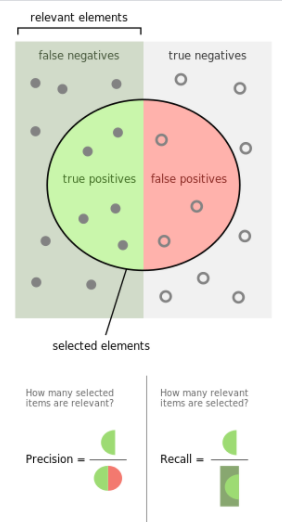 relevant elements
false negatives
true negatives
true positives
false positives
selected elements
How many selected
items are relevant?
How many relevant
items are selected?
Precision =
Recall =